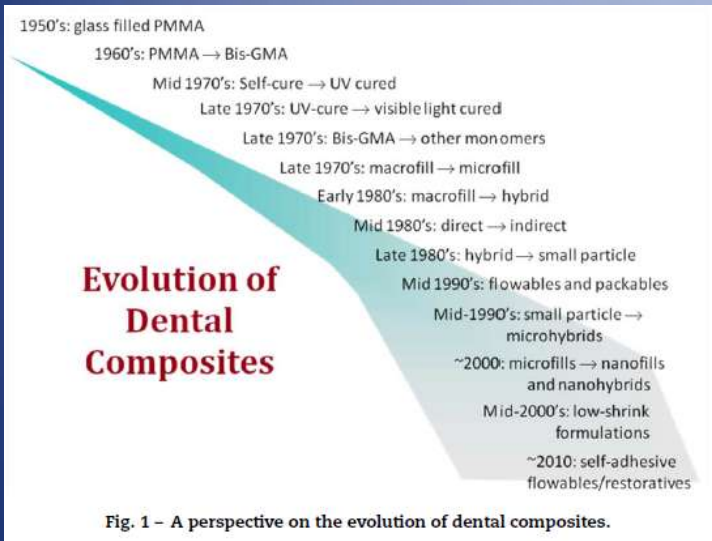 1950's: glass filled PMMA
1960's: PMMA → Bis-GMA
Mid 1970's: Self-cure → UV cured
Late 1970's: UV-cure → visible light cured
Late 1970's: Bis-GMA → other monomers
Late 1970's: macrofill → microfill
Early 1980's: macrofill → hybrid
Mid 1980's: direct → indirect
Late 1980's: hybrid → small particle
Mid 1990's: flowables and packables
Mid-1990's: small particle →
microhybrids
~2000: microfills → nanofills
and nanohybrids
Mid-2000's: low-shrink
formulations
~2010: self-adhesive
flowables/restoratives
Evolution of
Dental
Composites
Fig. 1 – A perspective on the evolution of dental composites.